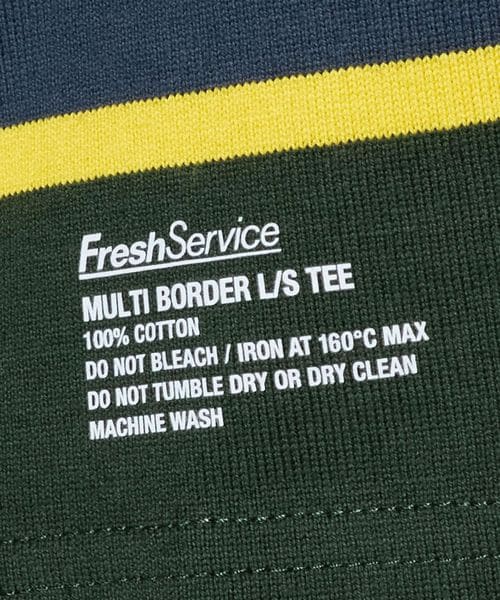 FreshService
MULTI BORDER L/S TEE
100% COTTON
DO NOT BLEACH / IRON AT 160°C MAX
DO NOT TUMBLE DRY OR DRY CLEAN
MACHINE WASH